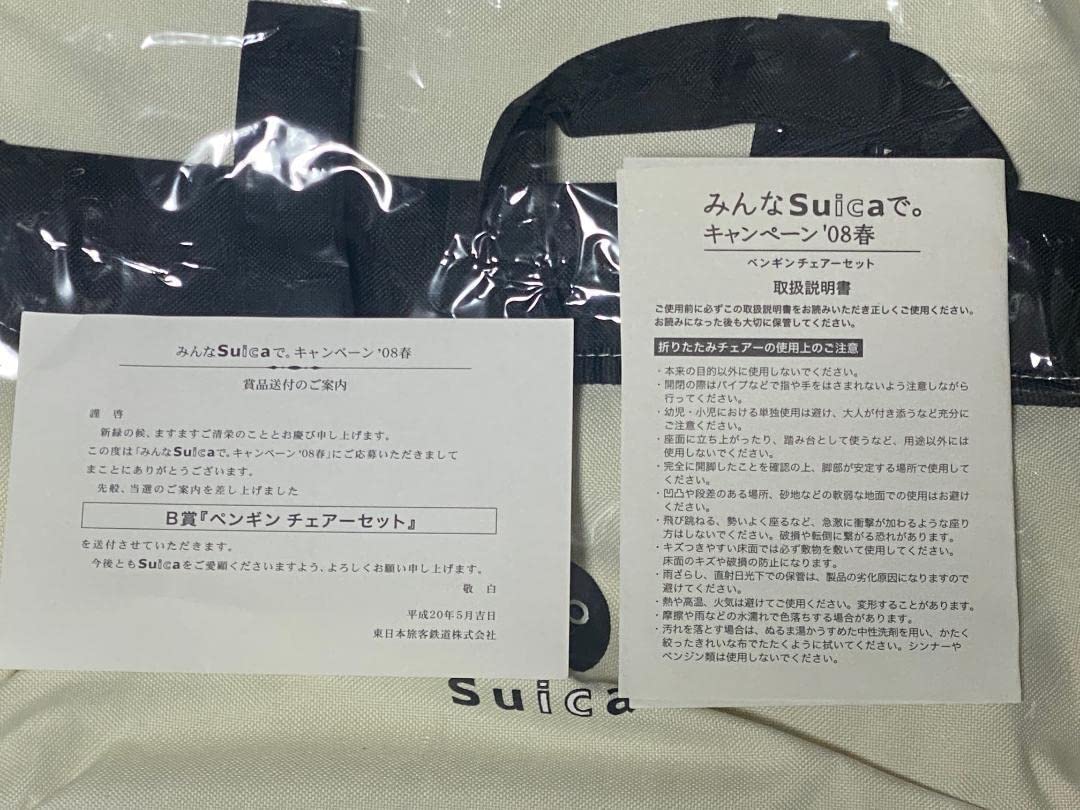 みんなSuicaで。キャンペーン'08春
賞品送付のご案内
謹 啓
新緑の候、ますますご清栄のこととお慶び申し上げます。
この度は「みんなSuicaで。キャンペーン'08春」にご応募いただきまして
まことにありがとうございます。
先般、当選のご案内を差し上げました
B賞『ペンギン チェアーセット』
を送付させていただきます。
今後ともSuicaをご愛顧くださいますよう、よろしくお願い申し上げます。
敬 白
平成20年5月吉日
東日本旅客鉄道株式会社
みんなSuicaで。
キャンペーン'08春
ペンギンチェアーセット
取扱説明書
ご使用前に必ずこの取扱説明書をお読みいただき正しくご使用ください。
お読みになった後も大切に保管してください。
折りたたみチェアーの使用上のご注意
・本来の目的以外に使用しないでください。
・開閉の際はパイプなどで指や手をはさまれないよう注意しながら
行ってください。
・幼児・小児における単独使用は避け、大人が付き添うなど充分に
ご注意ください。
・座面に立ち上がったり、踏み台として使うなど、用途以外には
使用しないでください。
・完全に開脚したことを確認の上、脚部が安定する場所で使用して
ください。
・凹凸や段差のある場所、砂地などの軟弱な地面での使用はお避け
ください。
・飛び跳ねる、勢いよく座るなど、急激に衝撃が加わるような座り
方はしないでください。破損や転倒に繋がる恐れがあります。
・キズつきやすい床面では必ず敷物を敷いて使用してください。
床面のキズや破損の防止になります。
・雨ざらし、直射日光下での保管は、製品の劣化原因になりますので
避けてください。
・熱や高温、火気は避けてご使用ください。変形することがあります。
・摩擦や雨などの水濡れで色落ちする場合があります。
・汚れを落とす場合は、ぬるま湯かうすめた中性洗剤を用い、かたく
絞ったきれいな布でたたくように拭いてください。シンナーや
ベンジン類は使用しないでください。
Suica